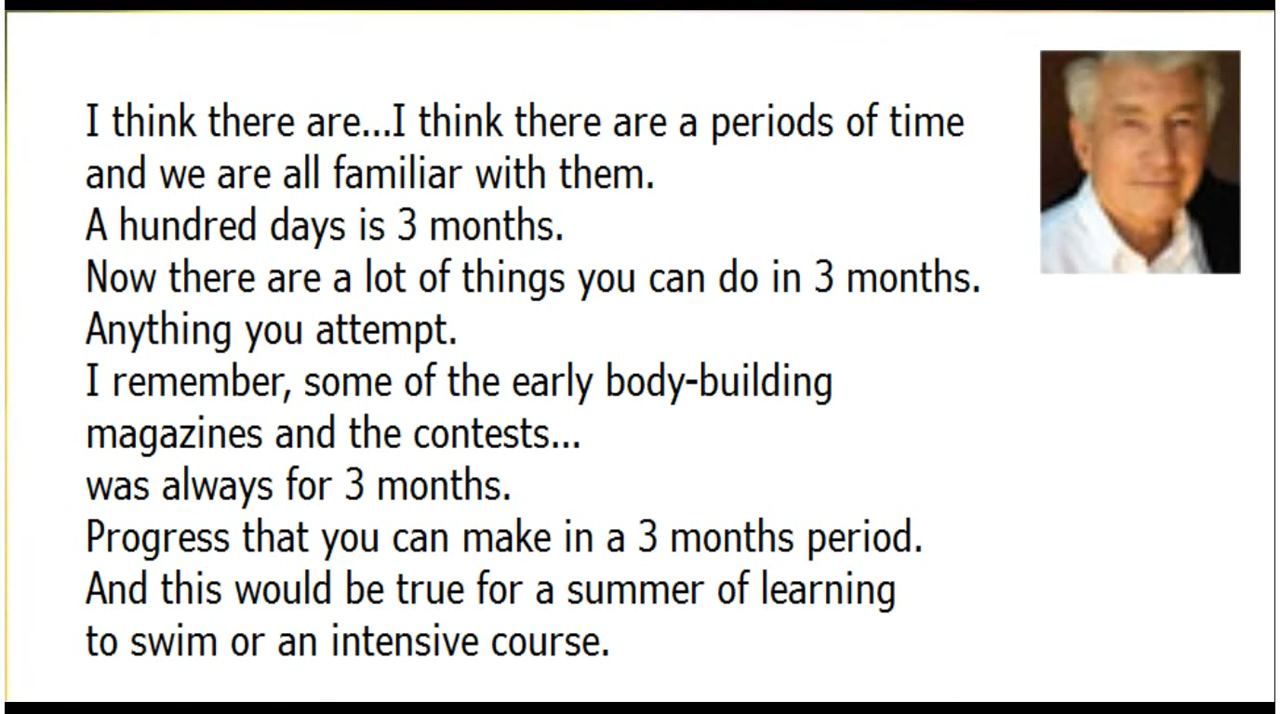 I think there are...I think there are a periods of time
and we are all familiar with them.
A hundred days is 3 months.
Now there are a lot of things you can do in 3 months.
Anything you attempt.
I remember, some of the early body-building
magazines and the contests...
was always for 3 months.
Progress that you can make in a 3 months period.
And this would be true for a summer of learning
to swim or an intensive course.